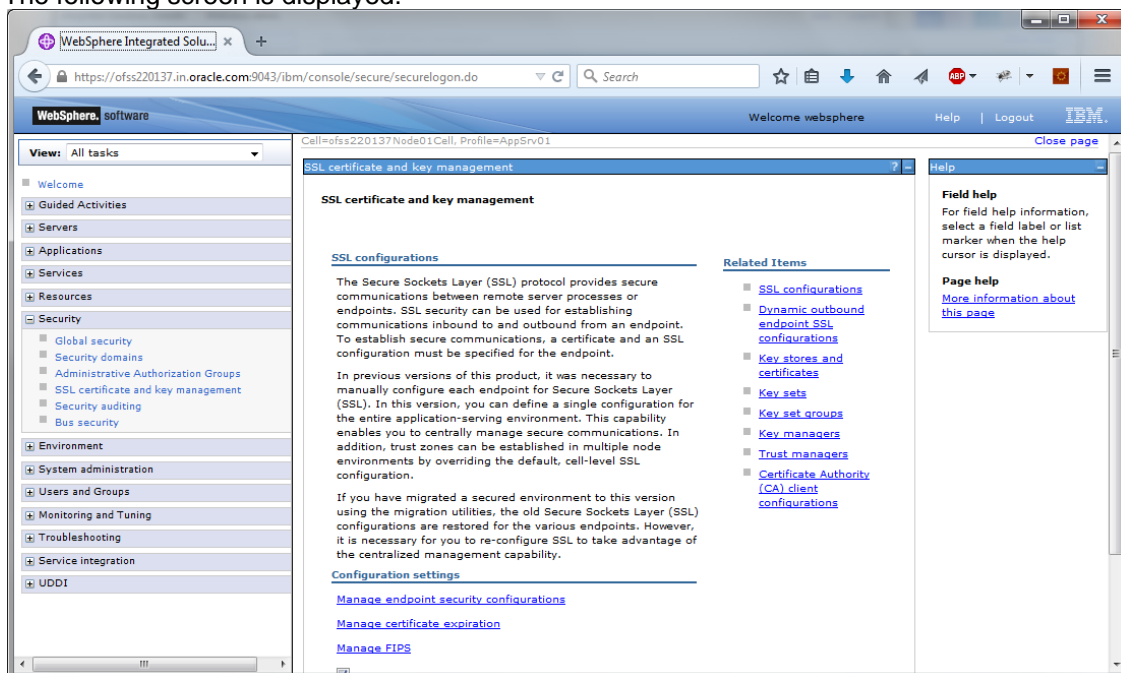 The following screen is displayed:
WebSphere Integrated Solu... × +
https://ofss220137.in.oracle.com:9043/ibm/console/secure/securelogon.do
Search
ABP
WebSphere. software
Welcome websphere
Help | Logout
IBM.
View: All tasks
Welcome
Guided Activities
Servers
Applications
Services
Resources
Security
Global security
Security domains
Administrative Authorization Groups
SSL certificate and key management
Security auditing
Bus security
Environment
System administration
Users and Groups
Monitoring and Tuning
Troubleshooting
Service integration
UDDI
Cell=ofss220137Node01Cell, Profile=AppSrv01
Close page
SSL certificate and key management ? -
SSL certificate and key management
SSL configurations
The Secure Sockets Layer (SSL) protocol provides secure
communications between remote server processes or
endpoints. SSL security can be used for establishing
communications inbound to and outbound from an endpoint.
To establish secure communications, a certificate and an SSL
configuration must be specified for the endpoint.
In previous versions of this product, it was necessary to
manually configure each endpoint for Secure Sockets Layer
(SSL). In this version, you can define a single configuration for
the entire application-serving environment. This capability
enables you to centrally manage secure communications. In
addition, trust zones can be established in multiple node
environments by overriding the default, cell-level SSL
configuration.
If you have migrated a secured environment to this version
using the migration utilities, the old Secure Sockets Layer (SSL)
configurations are restored for the various endpoints. However,
it is necessary for you to re-configure SSL to take advantage of
the centralized management capability.
Configuration settings
Manage endpoint security configurations
Manage certificate expiration
Manage FIPS
Related Items
SSL configurations
Dynamic outbound
endpoint SSL
configurations
Key stores and
certificates
Key sets
Key set groups
Key managers
Trust managers
Certificate Authority
(CA) client
configurations
Help -
Field help
For field help information,
select a field label or list
marker when the help
cursor is displayed.
Page help
More information about
this page